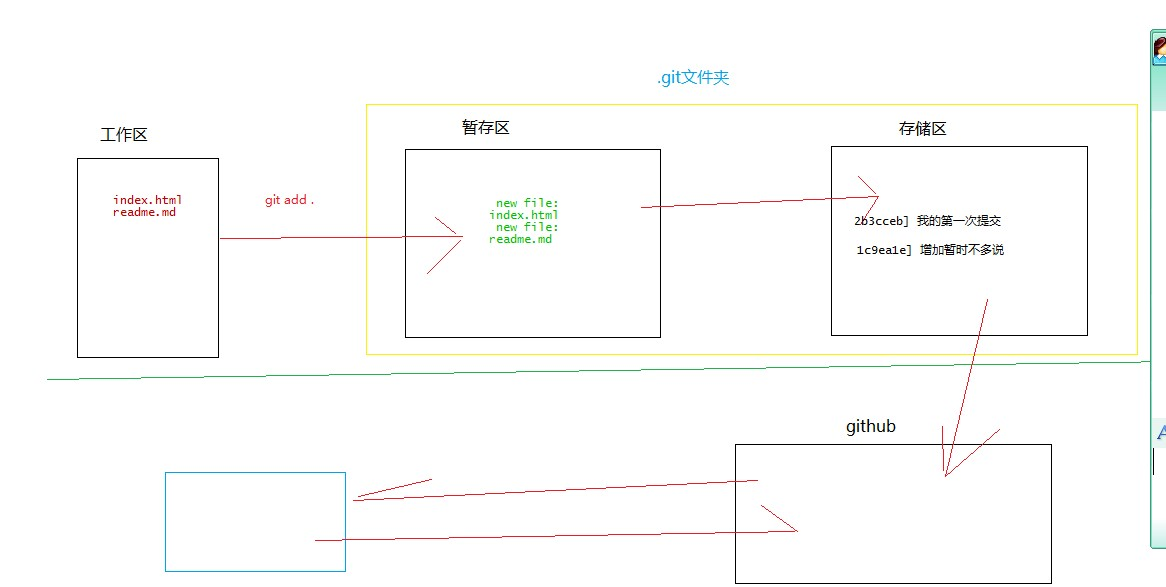 .git文件夹
工作区
暂存区
存储区
index.html
readme.md
git add .
new file:
index.html
new file:
readme.md
2b3cceb] 我的第一次提交
1c9ea1e] 增加暂时不多说
github